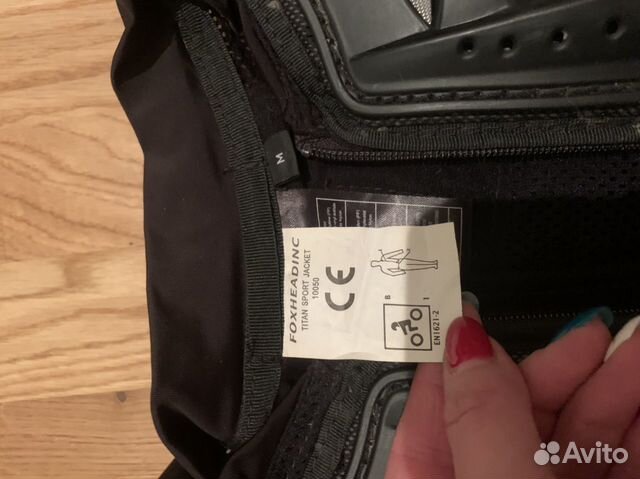 M
FOXHEADINC
TITAN SPORT JACKET
10050
CE
B
1
EN1621-2
Avito